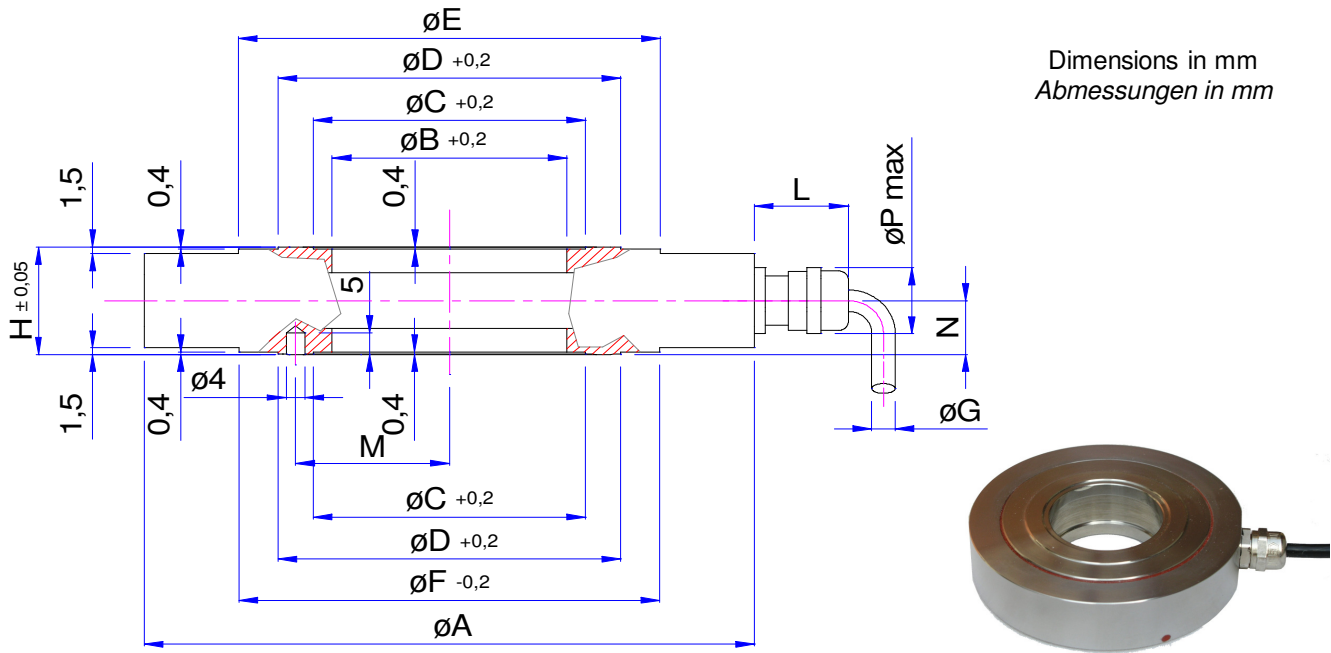 øE
øD +0,2
Dimensions in mm
Abmessungen in mm
øC +0,2
øB +0,2
1,5
0,4
0,4
L
øP max
H ± 0,05
5
N
ø4
1,5
0,4
0,4
øG
M
øC +0,2
øD +0,2
øF -0,2
øA